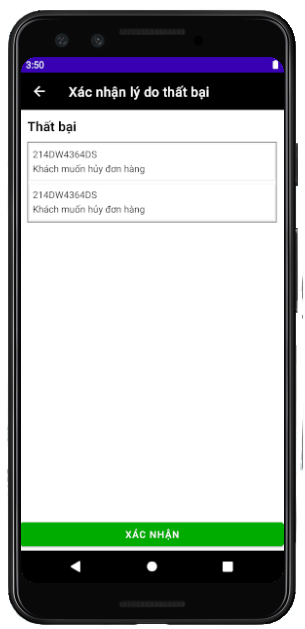 3:50
Xác nhận lý do thất bại
Thất bại
214DW4364DS
Khách muốn hủy đơn hàng
214DW4364DS
Khách muốn hủy đơn hàng
XÁC NHẬN